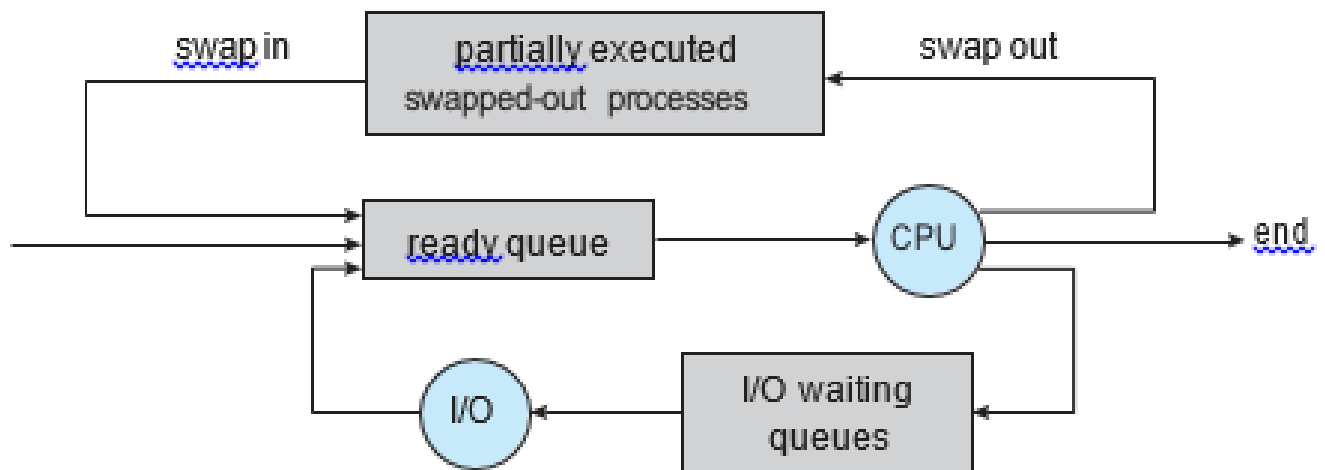 swap in
partially executed
swapped-out processes
swap out
ready queue
CPU
end
I/O
I/O waiting
queues